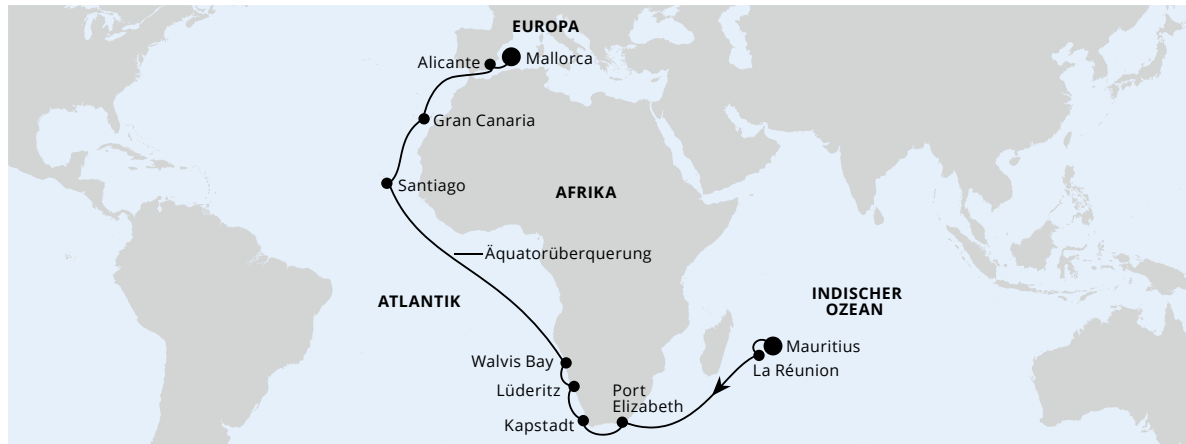 EUROPA
Mallorca
Alicante
Gran Canaria
Santiago
AFRIKA
Äquatorüberquerung
ATLANTIK
INDISCHER
OZEAN
Mauritius
La Réunion
Walvis Bay
Lüderitz
Port
Elizabeth
Kapstadt